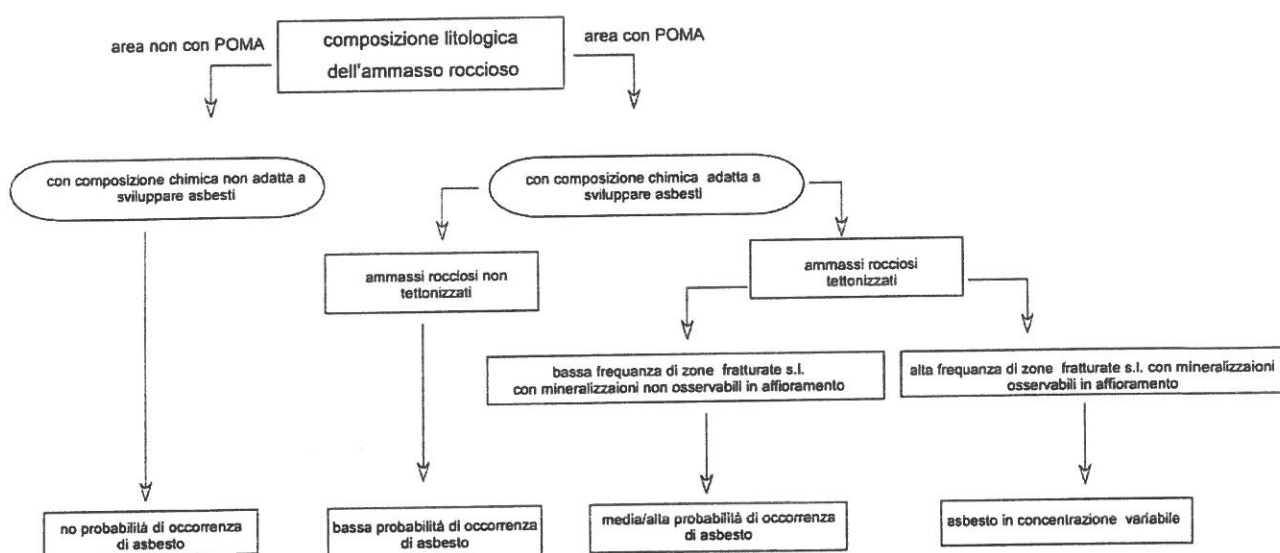 area non con POMA
composizione litologica
dell'ammasso roccioso
area con POMA
con composizione chimica non adatta a
sviluppare asbesti
con composizione chimica adatta a
sviluppare asbesti
ammassi rocciosi non
tettonizzati
ammassi rocciosi
tettonizzati
bassa frequanza di zone fratturate s.l.
con mineralizzaioni non osservabili in affioramento
alta frequanza di zone fratturate s.l. con mineralizzaioni
osservabili in affioramento
no probabilità di occorrenza
di asbesto
bassa probabilità di occorrenza
di asbesto
media/alta probabilità di occorrenza
di asbesto
asbesto in concentrazione variabile